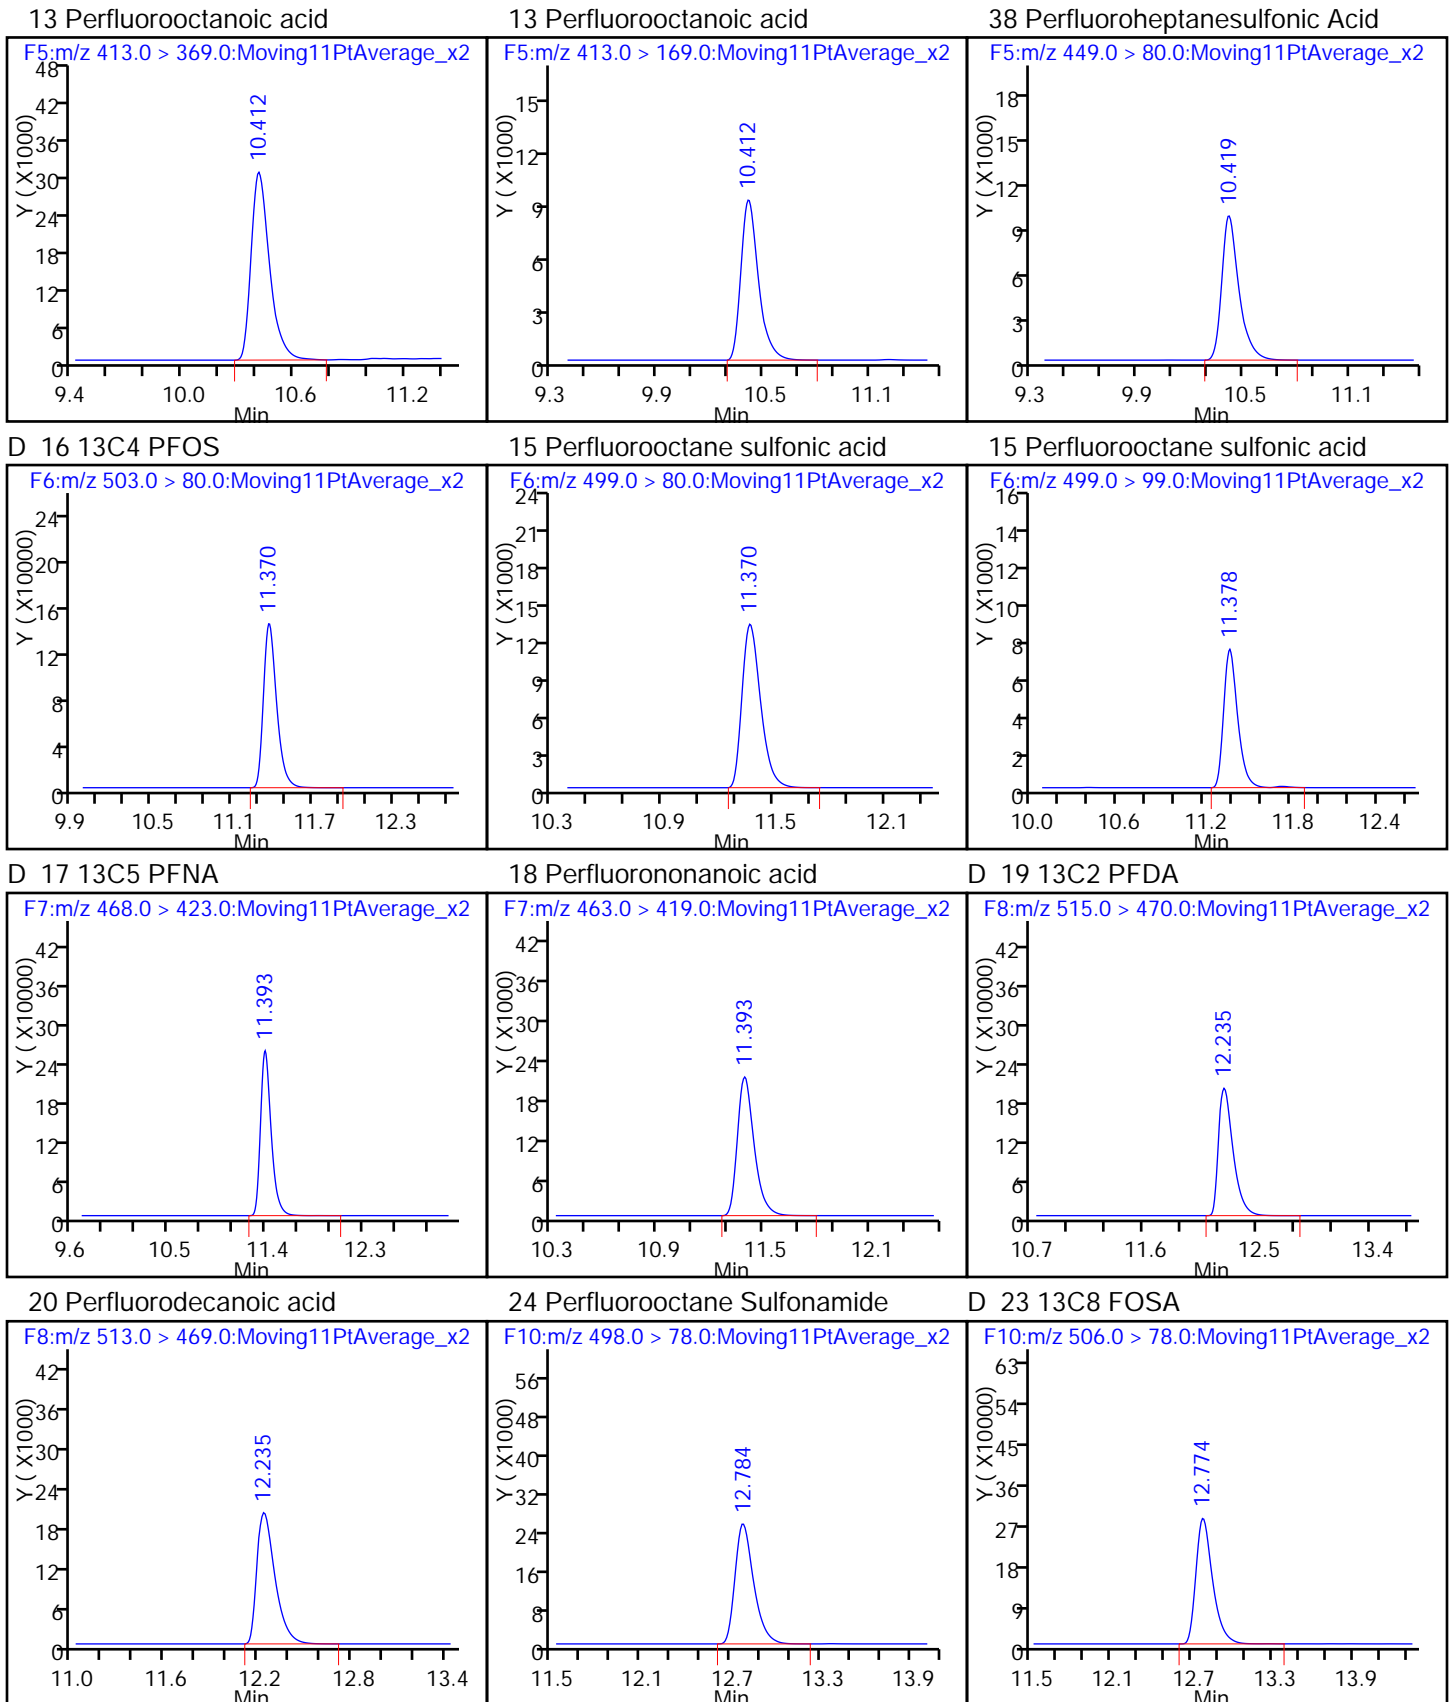 13 Perfluorooctanoic acid
F5:m/z 413.0 > 369.0:Moving11PtAverage_x2
Y ( X1000)
48
42
36
30
24
18
12
6
0
10.412
9.4 10.0 10.6 11.2
Min
13 Perfluorooctanoic acid
F5:m/z 413.0 > 169.0:Moving11PtAverage_x2
Y ( X1000)
15
12
9
6
3
0
10.412
9.3 9.9 10.5 11.1
Min
38 Perfluoroheptanesulfonic Acid
F5:m/z 449.0 > 80.0:Moving11PtAverage_x2
Y ( X1000)
18
15
12
9
6
3
0
10.419
9.3 9.9 10.5 11.1
Min
D 16 13C4 PFOS
F6:m/z 503.0 > 80.0:Moving11PtAverage_x2
Y ( X10000)
24
20
16
12
8
4
0
11.370
9.9 10.5 11.1 11.7 12.3
Min
15 Perfluorooctane sulfonic acid
F6:m/z 499.0 > 80.0:Moving11PtAverage_x2
Y ( X1000)
24
21
18
15
12
9
6
3
0
11.370
10.3 10.9 11.5 12.1
Min
15 Perfluorooctane sulfonic acid
F6:m/z 499.0 > 99.0:Moving11PtAverage_x2
Y ( X1000)
16
14
12
10
8
6
4
2
0
11.378
10.0 10.6 11.2 11.8 12.4
Min
D 17 13C5 PFNA
F7:m/z 468.0 > 423.0:Moving11PtAverage_x2
Y ( X10000)
42
36
30
24
18
12
6
0
11.393
9.6 10.5 11.4 12.3
Min
18 Perfluorononanoic acid
F7:m/z 463.0 > 419.0:Moving11PtAverage_x2
Y ( X1000)
42
36
30
24
18
12
6
0
11.393
10.3 10.9 11.5 12.1
Min
D 19 13C2 PFDA
F8:m/z 515.0 > 470.0:Moving11PtAverage_x2
Y ( X10000)
42
36
30
24
18
12
6
0
12.235
10.7 11.6 12.5 13.4
Min
20 Perfluorodecanoic acid
F8:m/z 513.0 > 469.0:Moving11PtAverage_x2
Y ( X1000)
42
36
30
24
18
12
6
0
12.235
11.0 11.6 12.2 12.8 13.4
Min
24 Perfluorooctane Sulfonamide
F10:m/z 498.0 > 78.0:Moving11PtAverage_x2
Y ( X1000)
56
48
40
32
24
16
8
0
12.784
11.5 12.1 12.7 13.3 13.9
Min
D 23 13C8 FOSA
F10:m/z 506.0 > 78.0:Moving11PtAverage_x2
Y ( X10000)
63
54
45
36
27
18
9
0
12.774
11.5 12.1 12.7 13.3 13.9
Min